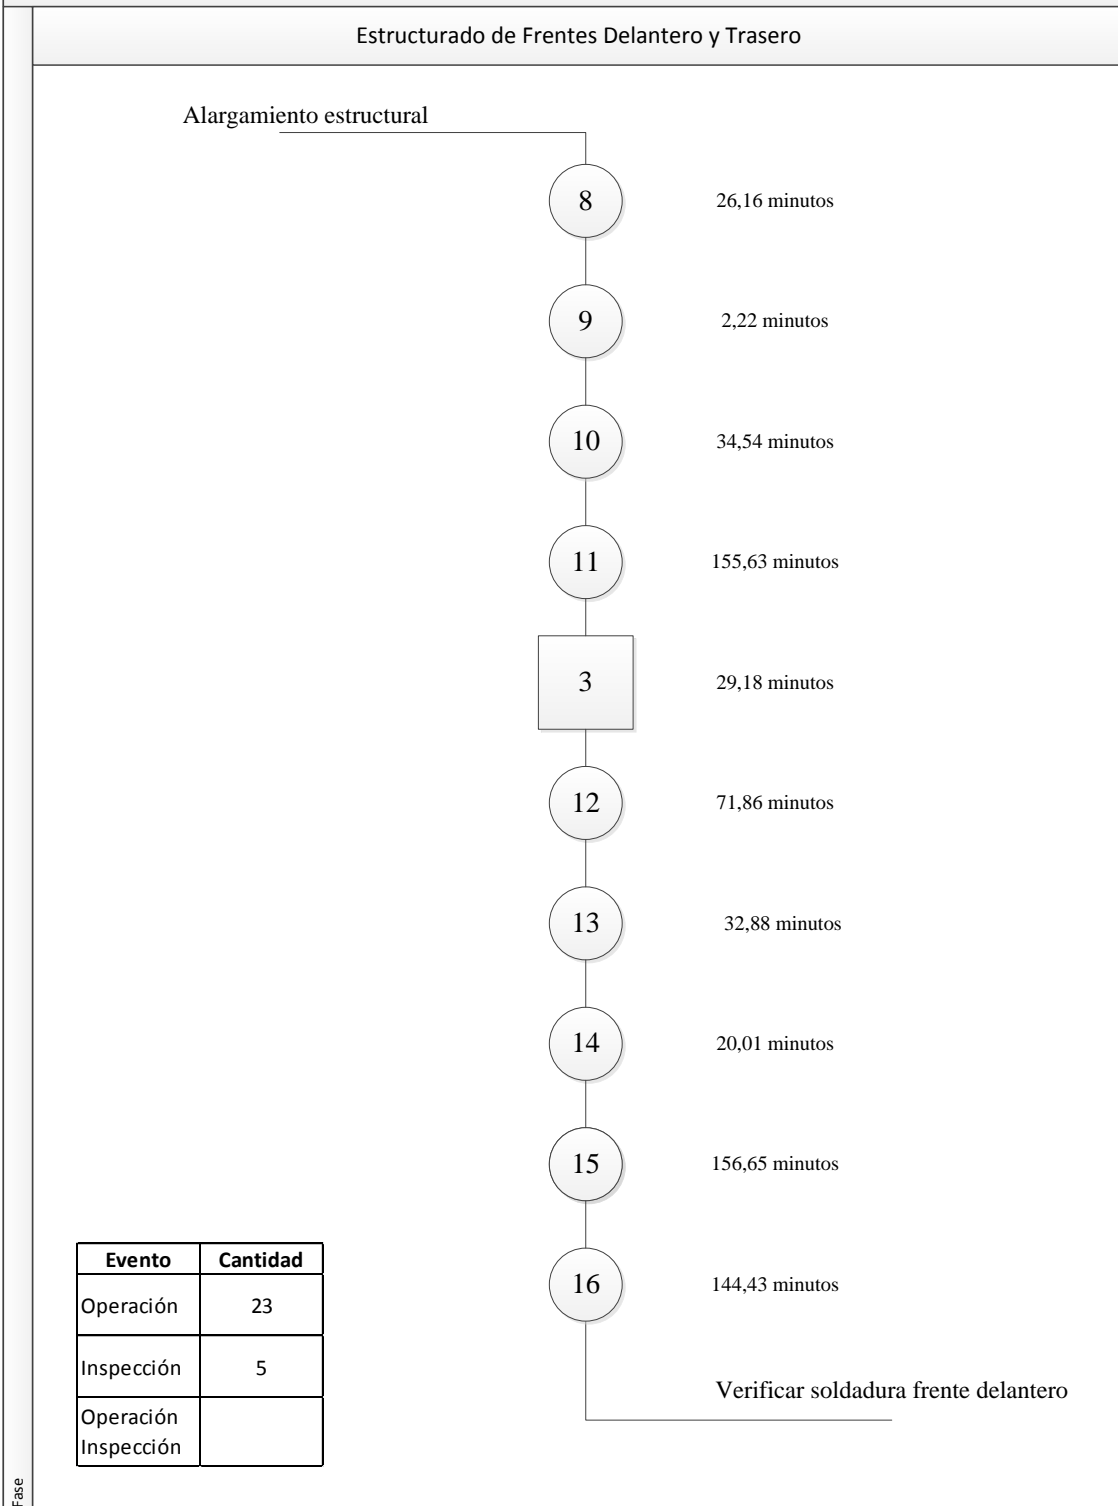 Estructurado de Frentes Delantero y Trasero
Alargamiento estructural
8 26,16 minutos
9 2,22 minutos
10 34,54 minutos
11 155,63 minutos
3 29,18 minutos
12 71,86 minutos
13 32,88 minutos
14 20,01 minutos
15 156,65 minutos
16 144,43 minutos
Verificar soldadura frente delantero
Evento Cantidad
Operación 23
Inspección 5
Operación
Inspección
Fase